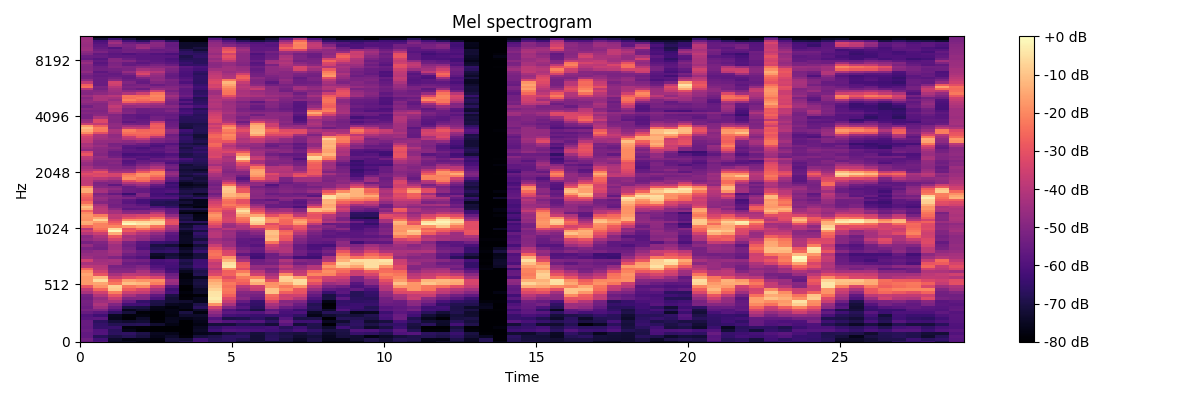 Mel spectrogram
Hz
8192
4096
2048
1024
512
0
0 5 10 15 20 25
Time
+0 dB
-10 dB
-20 dB
-30 dB
-40 dB
-50 dB
-60 dB
-70 dB
-80 dB